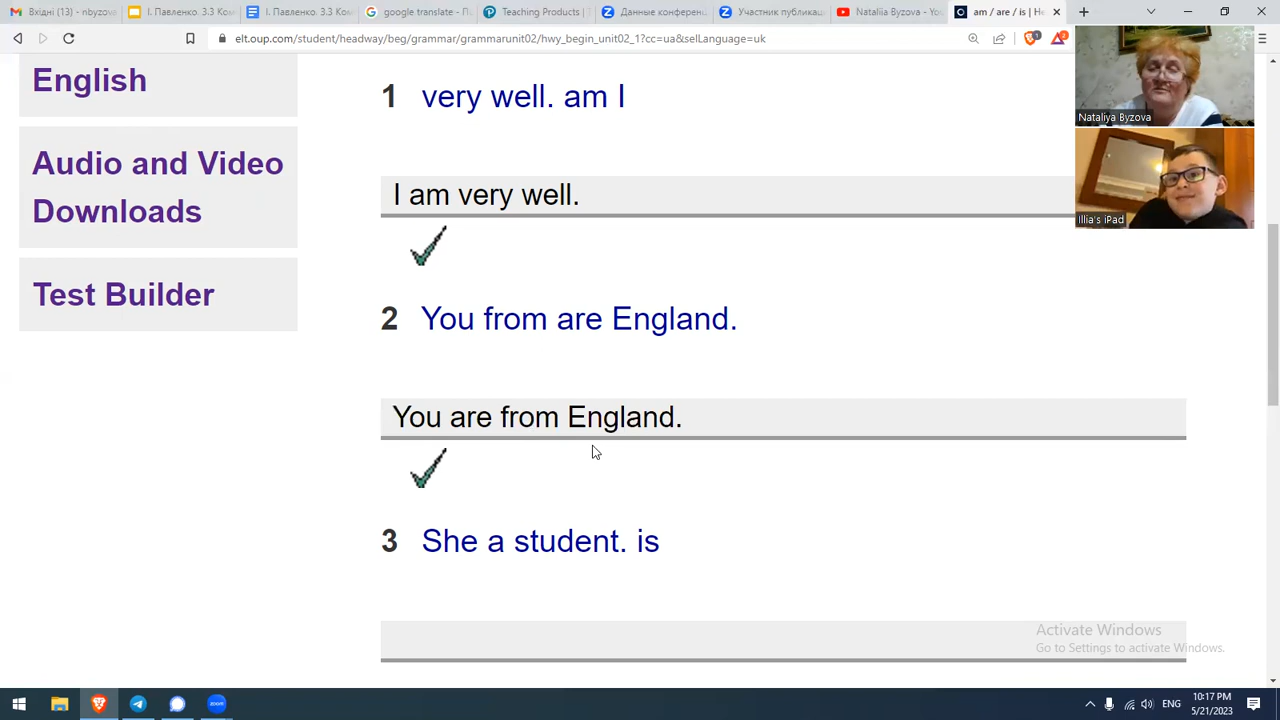 Вхідні (13) - nbyzova
І. Павленко. 3.3 Ком
І. Павленко. 3.3 Ком
google translate - П
Teaching Products | T
Данные конференц
Участник публикац
Nataliia Byzova - You
am / are / is | He
elt.oup.com/student/headway/beg/grammar/grammarunit02/hwy_begin_unit02_1?cc=ua&selLanguage=uk
English
Audio and Video
Downloads
Test Builder
1 very well. am I
I am very well.
2 You from are England.
You are from England.
3 She a student. is
Nataliya Byzova
Illia's iPad
Activate Windows
Go to Settings to activate Windows.
zoom
ENG
10:17 PM
5/21/2023